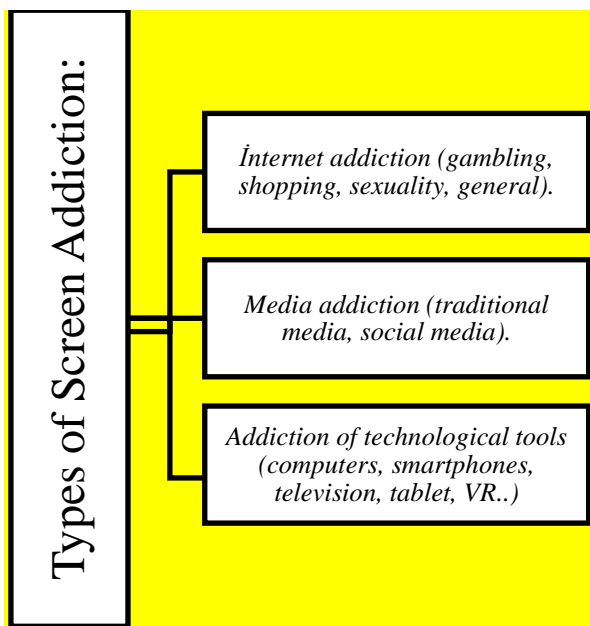 Types of Screen Addiction:
İnternet addiction (gambling,
shopping, sexuality, general).
Media addiction (traditional
media, social media).
Addiction of technological tools
(computers, smartphones,
television, tablet, VR..)